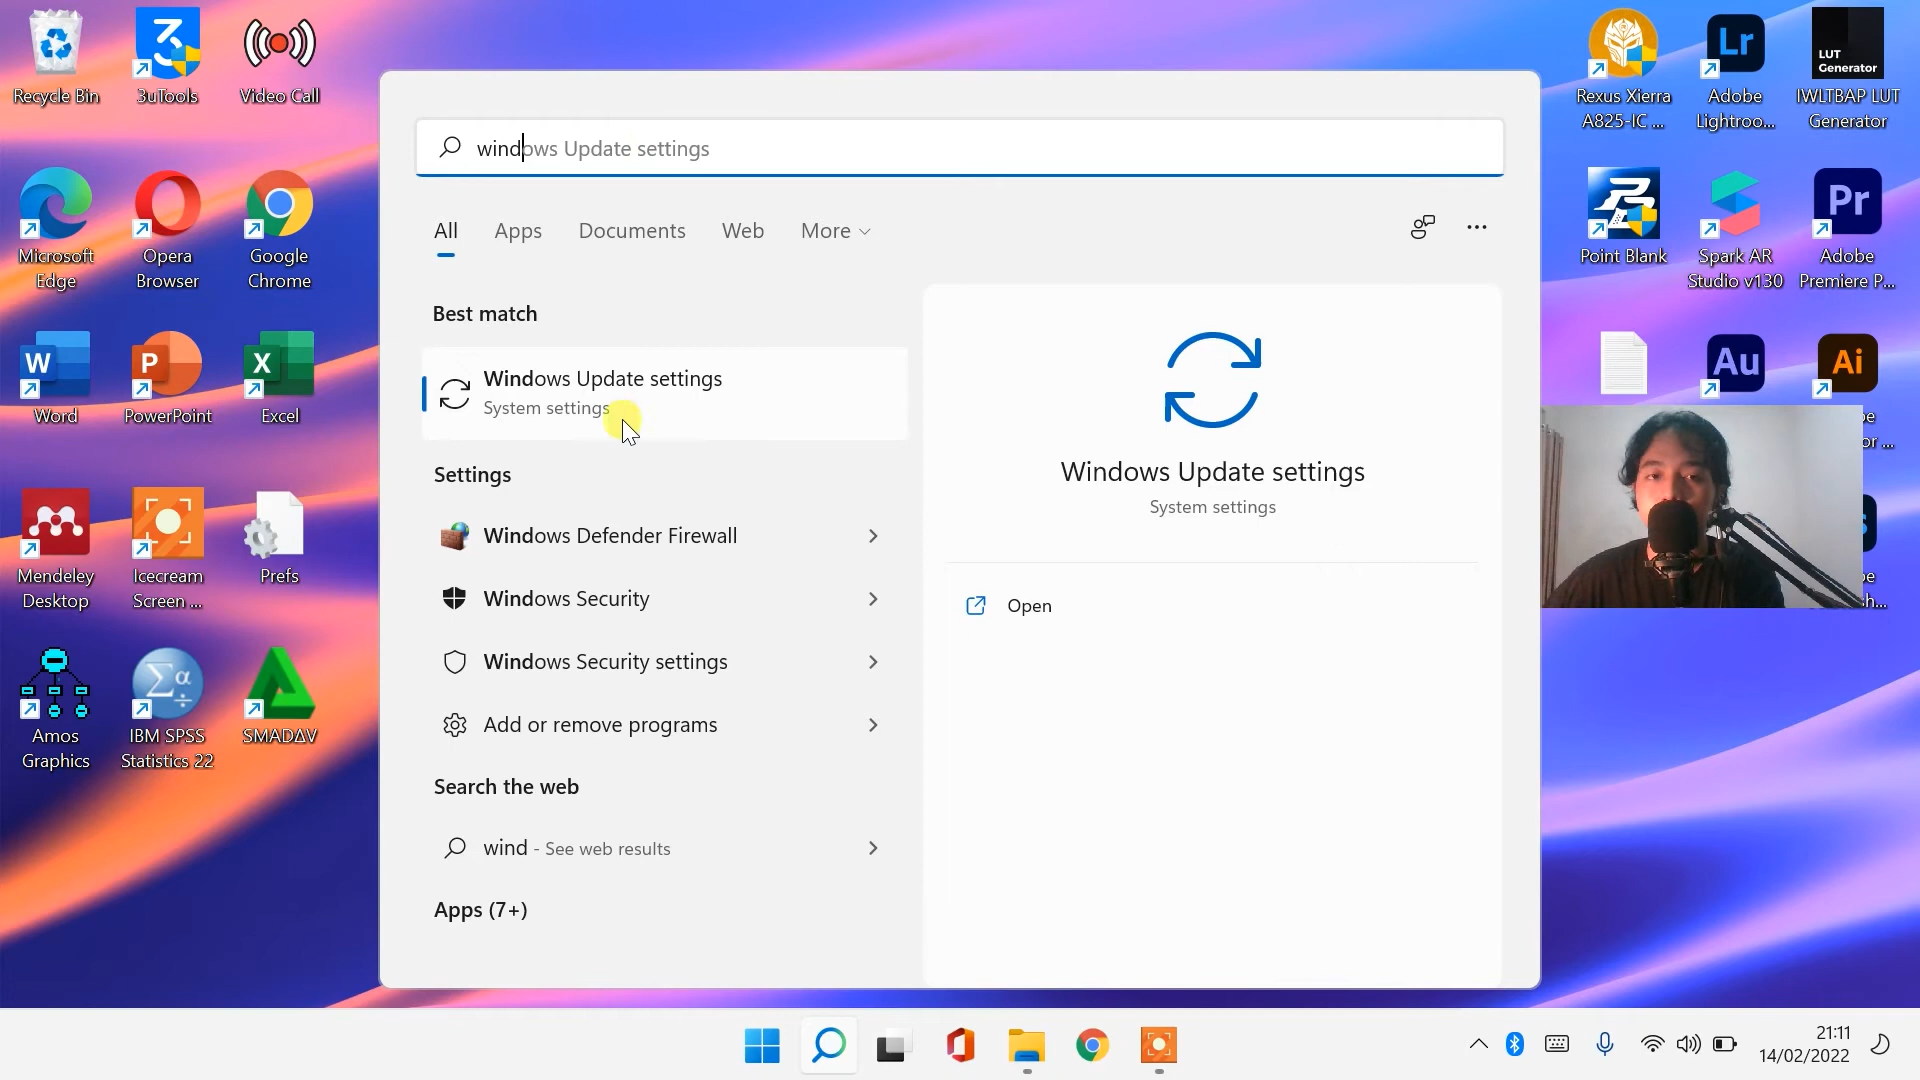 Recycle Bin
3uTools
Video Call
Microsoft
Edge
Opera
Browser
Google
Chrome
Word
PowerPoint
Excel
Mendeley
Desktop
Icecream
Screen ...
Prefs
Amos
Graphics
IBM SPSS
Statistics 22
SMADΔV
windows Update settings
All
Apps
Documents
Web
More
Best match
Windows Update settings
System settings
Settings
Windows Defender Firewall
Windows Security
Windows Security settings
Add or remove programs
Search the web
wind - See web results
Apps (7+)
Windows Update settings
System settings
Open
Rexus Xierra
A825-IC ...
Lr
Adobe
Lightroo...
LUT
Generator
IWLTBAP LUT
Generator
Point Blank
Spark AR
Studio v130
Pr
Adobe
Premiere P...
Au
Ai
21:11
14/02/2022